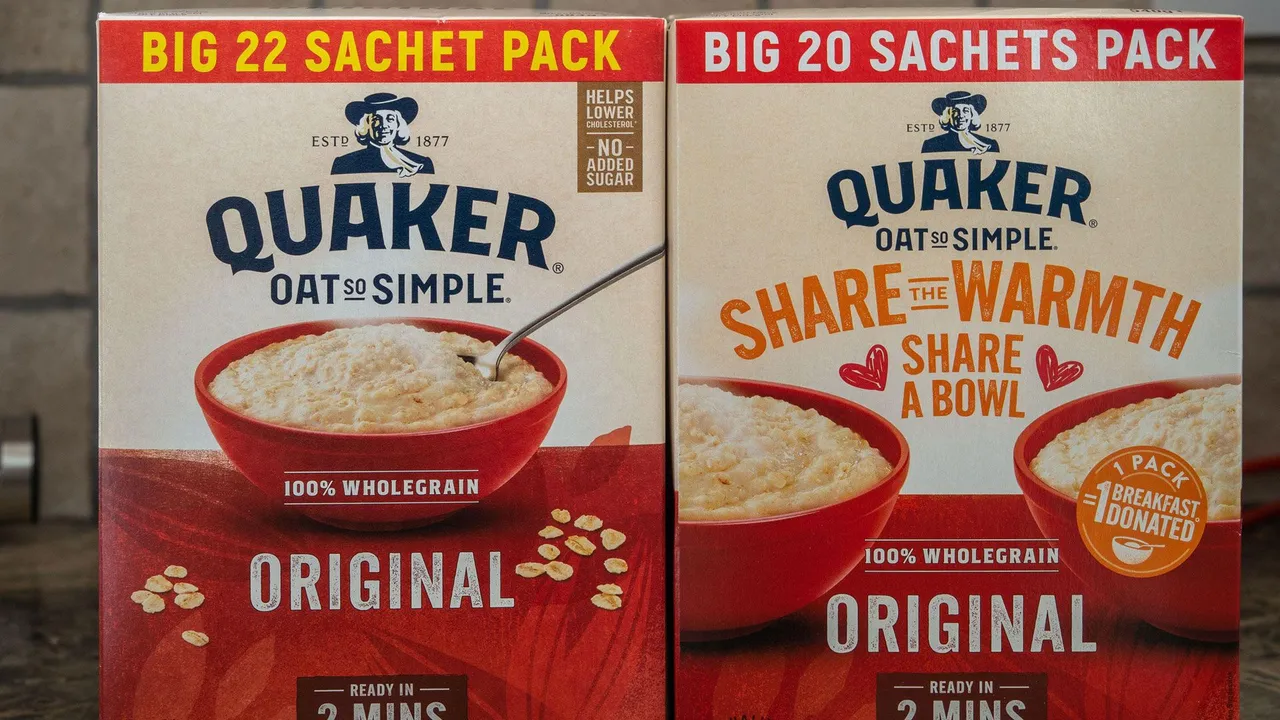 BIG 22 SACHET PACK
HELPS
LOWER
CHOLESTEROL*
-NO-
ADDED
SUGAR
ESTD 1877
QUAKER®
OAT SO SIMPLE®
100% WHOLEGRAIN
ORIGINAL
READY IN
2 MINS
BIG 20 SACHETS PACK
ESTD 1877
QUAKER®
OAT SO SIMPLE®
SHARE THE WARMTH
SHARE
A BOWL
1 PACK
=1 BREAKFAST
DONATED
100% WHOLEGRAIN
ORIGINAL
READY IN
2 MINS